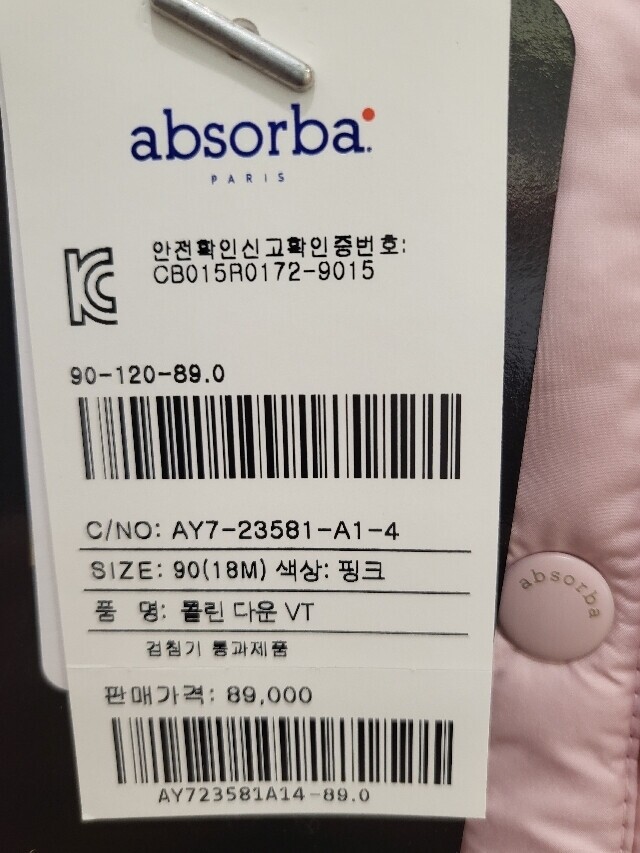 absorba.
PARIS
안전확인신고확인증번호:
CB015R0172-9015
90-120-89.0
C/NO: AY7-23581-A1-4
SIZE: 90(18M) 색상: 핑크
품 명: 콜린 다운 VT
검침기 통과제품
판매가격: 89,000
AY723581A14-89.0
absorba